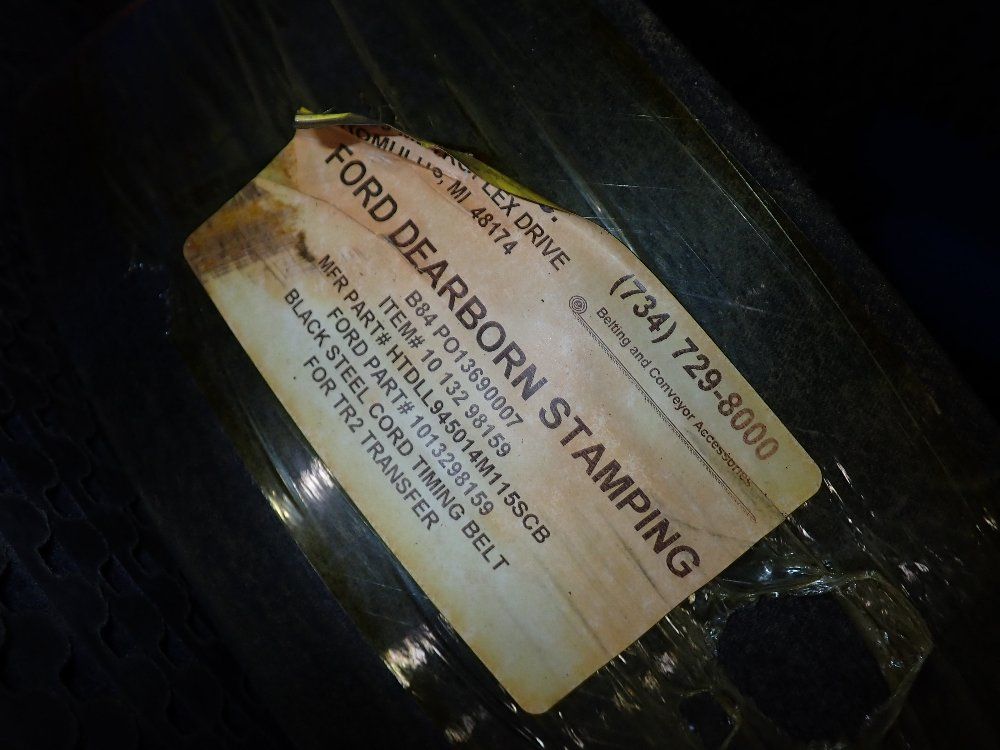 LEX DRIVE
ROMULUS, MI 48174
(734) 729-8000
Belting and Conveyor Accessories
FORD DEARBORN STAMPING
B84 PO13690007
ITEM# 10 132 98159
MFR PART# HTDLL945014M115SCB
FORD PART# 1013298159
BLACK STEEL CORD TIMING BELT
FOR TR2 TRANSFER